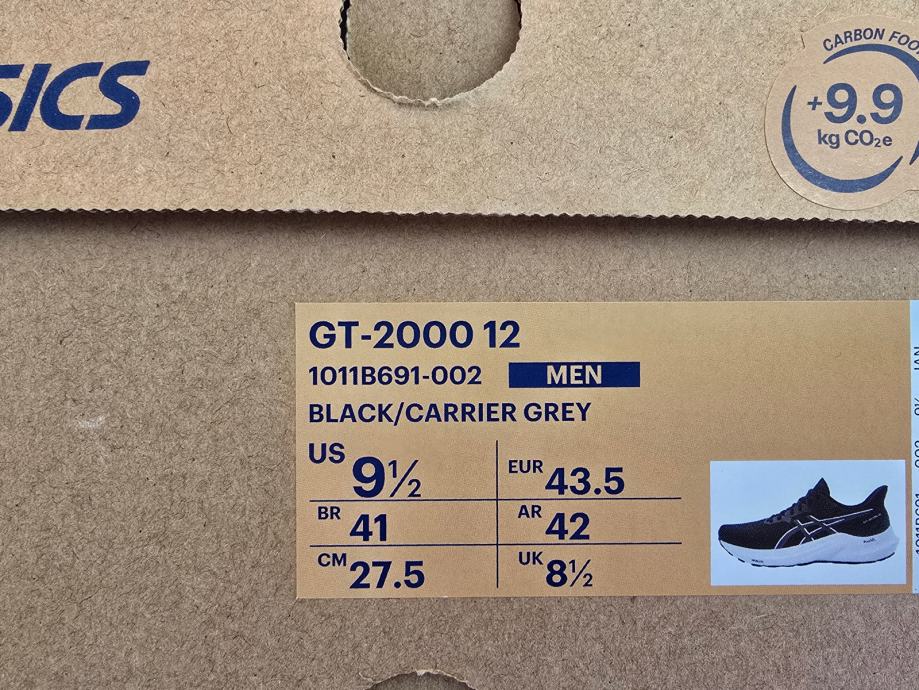 SICS
CARBON FOO
+9.9
kg CO₂e
GT-2000 12
1011B691-002 MEN
BLACK/CARRIER GREY
US 9½ EUR 43.5
BR 41 AR 42
CM 27.5 UK 8½